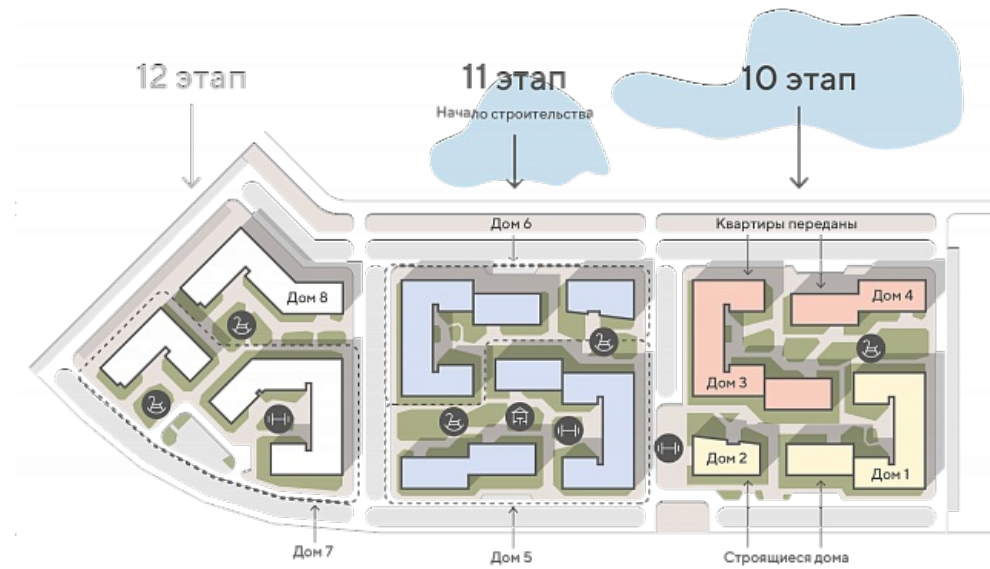 12 этап
11 этап
10 этап
Начало строительства
Дом 6
Квартиры переданы
Дом 8
Дом 4
Дом 3
Дом 2
Дом 1
Дом 7
Дом 5
Строящиеся дома